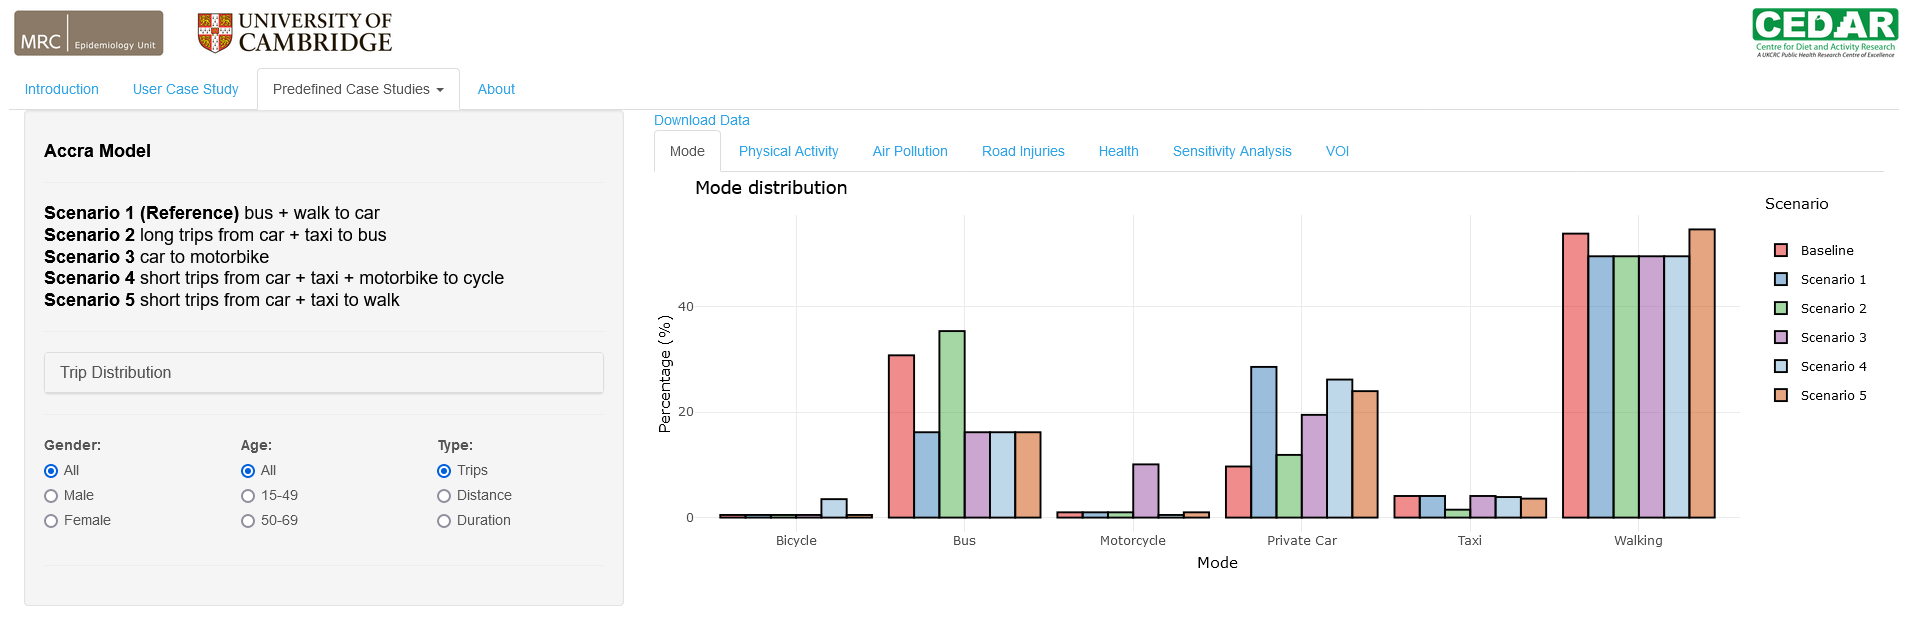 MRC Epidemiology Unit
UNIVERSITY OF
CAMBRIDGE
CEDAR
Centre for Diet and Activity Research
A UKCRC Public Health Research Centre of Excellence
Introduction User Case Study Predefined Case Studies About
Accra Model
Scenario 1 (Reference) bus + walk to car
Scenario 2 long trips from car + taxi to bus
Scenario 3 car to motorbike
Scenario 4 short trips from car + taxi + motorbike to cycle
Scenario 5 short trips from car + taxi to walk
Trip Distribution
Gender: Age: Type:
All All Trips
Male 15-49 Distance
Female 50-69 Duration
Download Data
Mode Physical Activity Air Pollution Road Injuries Health Sensitivity Analysis VOI
Mode distribution
Percentage (%)
40
20
0
Bicycle Bus Motorcycle Private Car Taxi Walking
Mode
Scenario
Baseline
Scenario 1
Scenario 2
Scenario 3
Scenario 4
Scenario 5